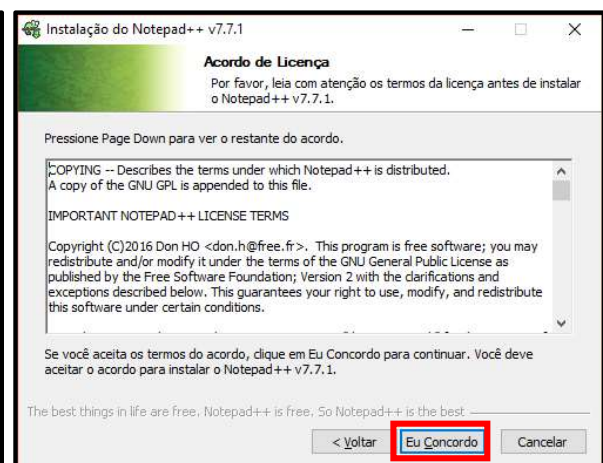 Instalação do Notepad++ v7.7.1
Acordo de Licença
Por favor, leia com atenção os termos da licença antes de instalar
o Notepad++ v7.7.1.
Pressione Page Down para ver o restante do acordo.
COPYING -- Describes the terms under which Notepad++ is distributed.
A copy of the GNU GPL is appended to this file.
IMPORTANT NOTEPAD++ LICENSE TERMS
Copyright (C)2016 Don HO <don.h@free.fr>. This program is free software; you may
redistribute and/or modify it under the terms of the GNU General Public License as
published by the Free Software Foundation; Version 2 with the clarifications and
exceptions described below. This guarantees your right to use, modify, and redistribute
this software under certain conditions.
Se você aceita os termos do acordo, clique em Eu Concordo para continuar. Você deve
aceitar o acordo para instalar o Notepad++ v7.7.1.
The best things in life are free. Notepad++ is free. So Notepad++ is the best
< Voltar Eu Concordo Cancelar